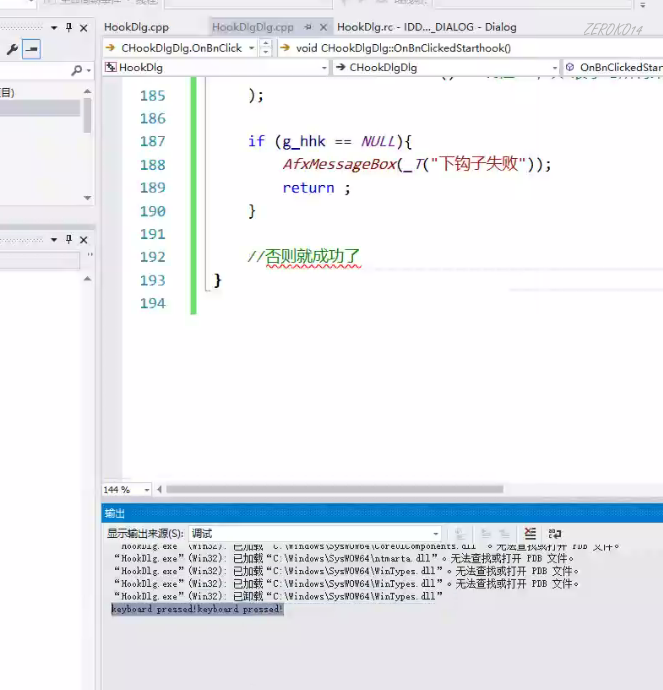 HookDlg.cpp HookDlgDlg.cpp HookDlg.rc - IDD..._DIALOG - Dialog
ZEROKO14
CHookDlgDlg.OnBnClick void CHookDlgDlg::OnBnClickedStarthook()
HookDlg CHookDlgDlg OnBnClickedStar
目)
185 );
186
187 if (g_hhk == NULL){
188 AfxMessageBox(_T("下钩子失败"));
189 return ;
190 }
191
192 //否则就成功了
193 }
194
144 %
输出
显示输出来源(S): 调试
“HookDlg.exe”(Win32): 已加载“C:\Windows\SysWOW64\CoreUIComponents.dll”。无法查找或打开 PDB 文件。
“HookDlg.exe”(Win32): 已加载“C:\Windows\SysWOW64\ntmarta.dll”。无法查找或打开 PDB 文件。
“HookDlg.exe”(Win32): 已加载“C:\Windows\SysWOW64\WinTypes.dll”。无法查找或打开 PDB 文件。
“HookDlg.exe”(Win32): 已加载“C:\Windows\SysWOW64\WinTypes.dll”。无法查找或打开 PDB 文件。
“HookDlg.exe”(Win32): 已卸载“C:\Windows\SysWOW64\WinTypes.dll”
keyboard pressed!keyboard pressed!